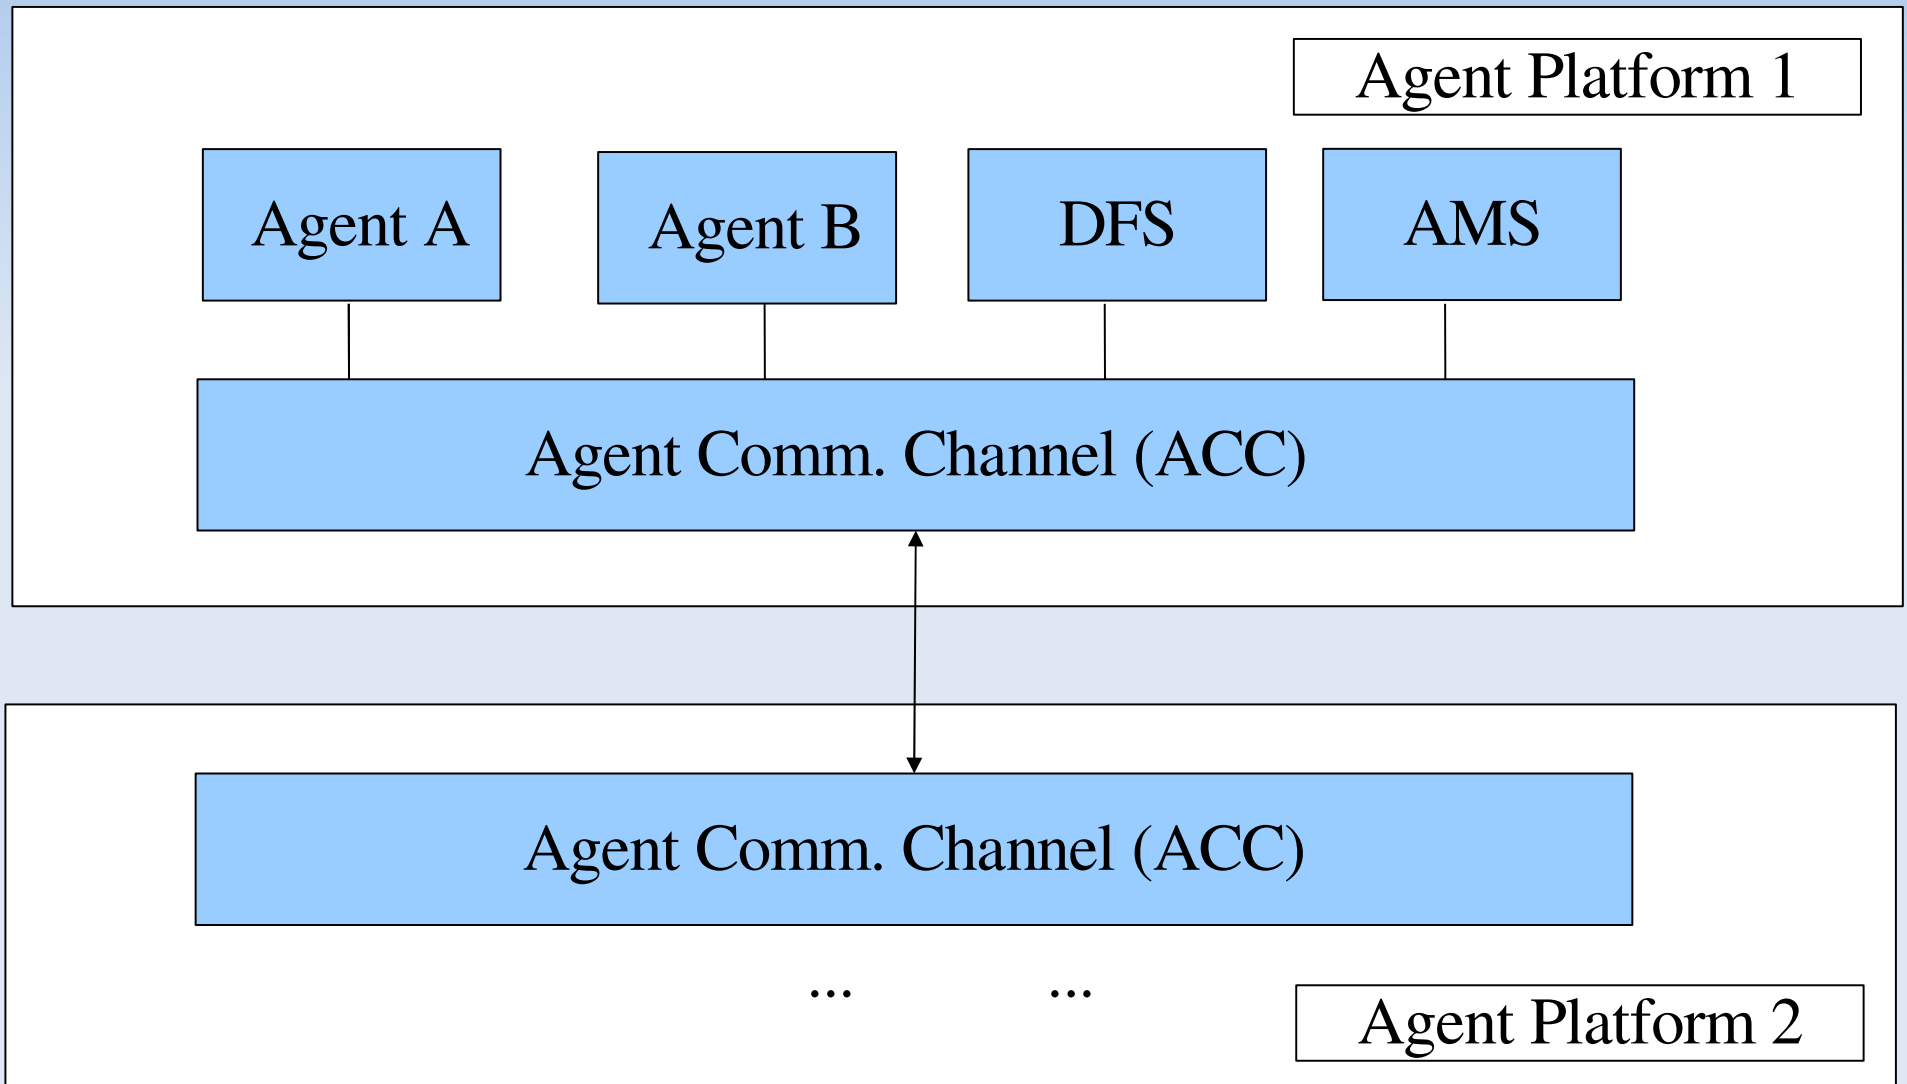 Agent Platform 1
Agent A
Agent B
DFS
AMS
Agent Comm. Channel (ACC)
Agent Comm. Channel (ACC)
... ...
Agent Platform 2